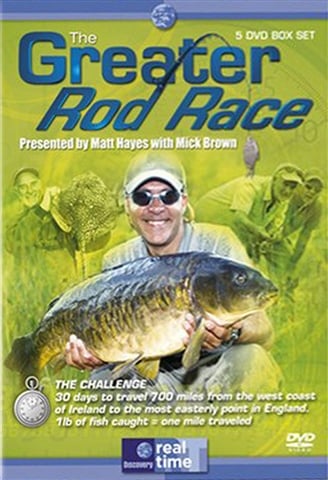 5 DVD BOX SET
The
Greater
Rod Race
Presented by Matt Hayes with Mick Brown
THE CHALLENGE
30 days to travel 700 miles from the west coast
of Ireland to the most easterly point in England.
1lb of fish caught = one mile traveled
Discovery
real
time
DVD
VIDEO